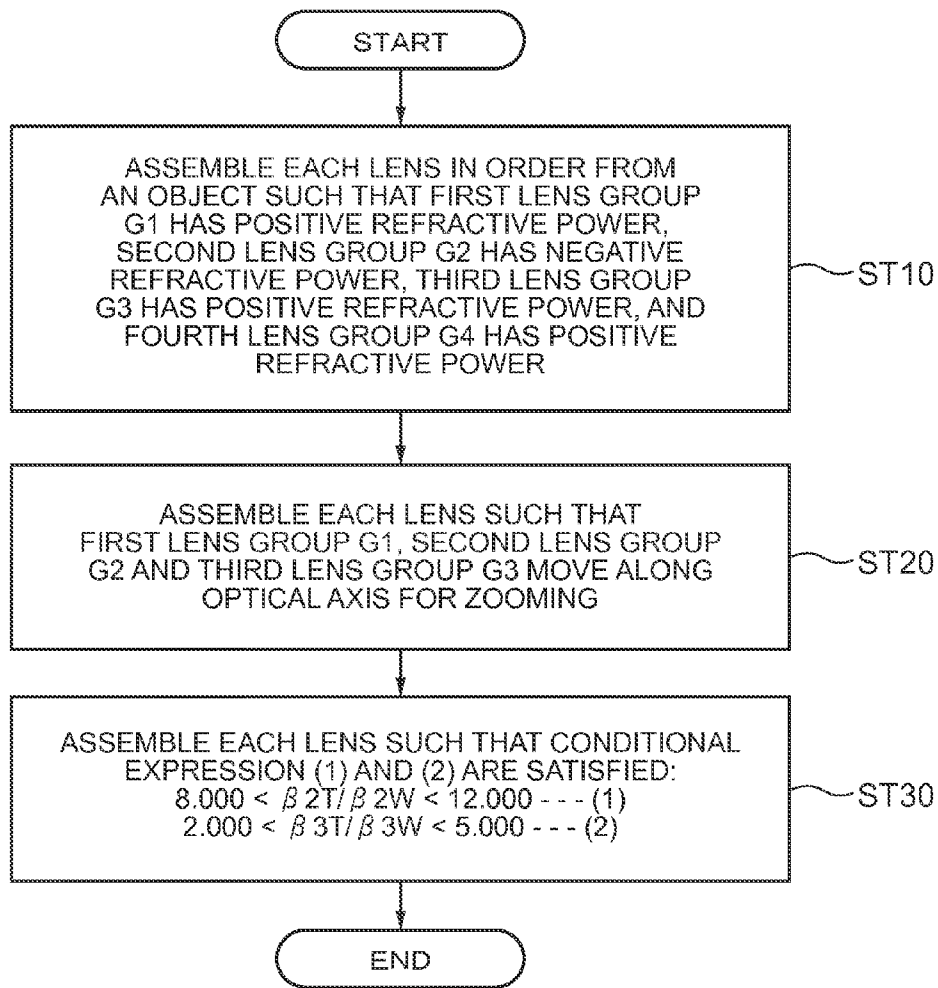 START
ASSEMBLE EACH LENS IN ORDER FROM
AN OBJECT SUCH THAT FIRST LENS GROUP
G1 HAS POSITIVE REFRACTIVE POWER,
SECOND LENS GROUP G2 HAS NEGATIVE
REFRACTIVE POWER, THIRD LENS GROUP
G3 HAS POSITIVE REFRACTIVE POWER, AND
FOURTH LENS GROUP G4 HAS POSITIVE
REFRACTIVE POWER
ST10
ASSEMBLE EACH LENS SUCH THAT
FIRST LENS GROUP G1, SECOND LENS GROUP
G2 AND THIRD LENS GROUP G3 MOVE ALONG
OPTICAL AXIS FOR ZOOMING
ST20
ASSEMBLE EACH LENS SUCH THAT CONDITIONAL
EXPRESSION (1) AND (2) ARE SATISFIED:
8.000 < β 2T/ β 2W < 12.000 - - - (1)
2.000 < β 3T/ β 3W < 5.000 - - - (2)
ST30
END